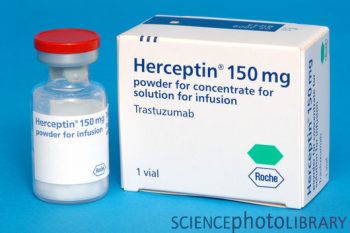 Herceptin® 150 mg
powder for infusion
Roche
Herceptin® 150 mg
powder for concentrate for
solution for infusion
Trastuzumab
Roche
1 vial
SCIENCEphotoLIBRARY